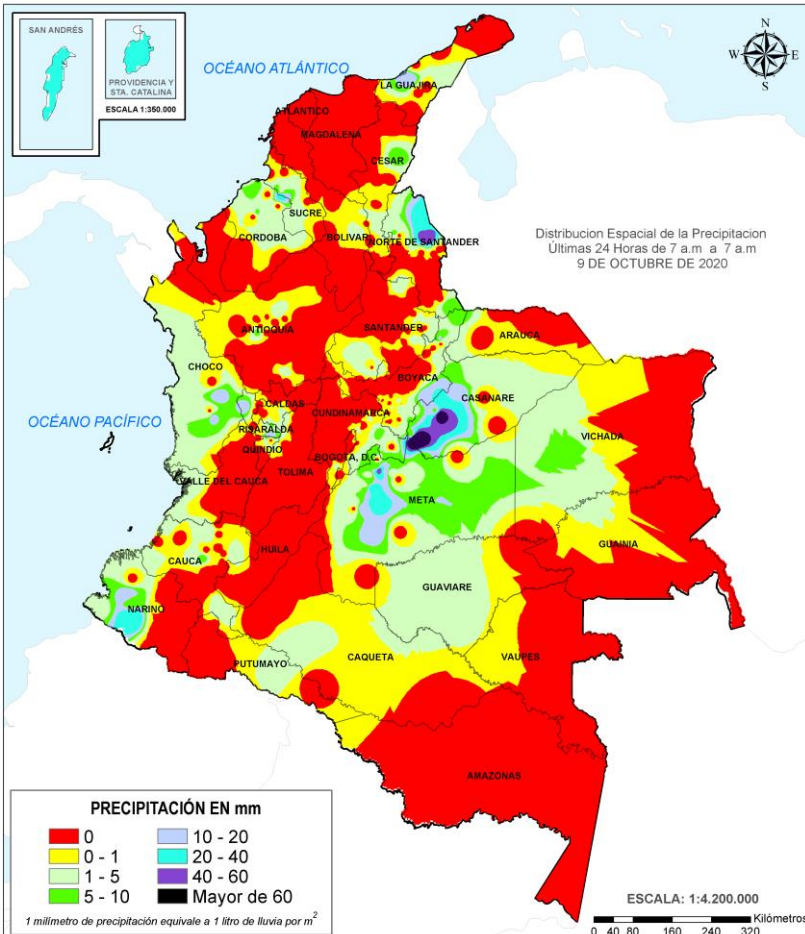 SAN ANDRÉS
PROVIDENCIA Y
STA. CATALINA
ESCALA 1:350.000
OCÉANO ATLÁNTICO
N
W
E
S
LA GUAJIRA
ATLANTICO
MAGDALENA
CESAR
SUCRE
CORDOBA
BOLIVAR
NORTE DE SANTANDER
Distribucion Espacial de la Precipitacion
Últimas 24 Horas de 7 a.m a 7 a.m
9 DE OCTUBRE DE 2020
ANTIOQUIA
SANTANDER
ARAUCA
CHOCO
BOYACA
CASANARE
OCÉANO PACÍFICO
CALDAS
CUNDINAMARCA
RISARALDA
VICHADA
QUINDIO
BOGOTA, D.C.
TOLIMA
VALLE DEL CAUCA
META
HUILA
GUAINIA
CAUCA
GUAVIARE
NARIÑO
CAQUETA
VAUPES
PUTUMAYO
AMAZONAS
PRECIPITACIÓN EN mm
0
0 - 1
1 - 5
5 - 10
10 - 20
20 - 40
40 - 60
Mayor de 60
1 milímetro de precipitación equivale a 1 litro de lluvia por m²
ESCALA: 1:4.200.000
Kilómetros
0 40 80 160 240 320